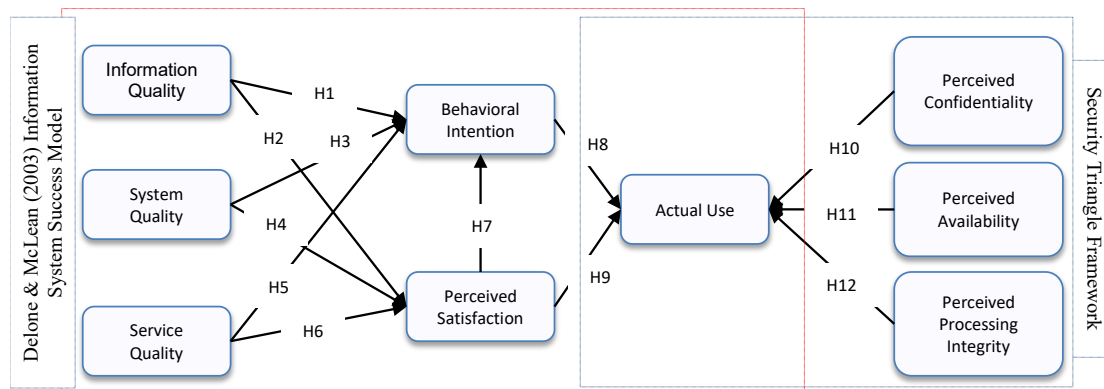 Delone & McLean (2003) Information
System Success Model
Information
Quality
System
Quality
Service
Quality
H1
H2
H3
H4
H5
H6
Behavioral
Intention
H7
Perceived
Satisfaction
H8
H9
Actual Use
H10
H11
H12
Perceived
Confidentiality
Perceived
Availability
Perceived
Processing
Integrity
Security Triangle Framework